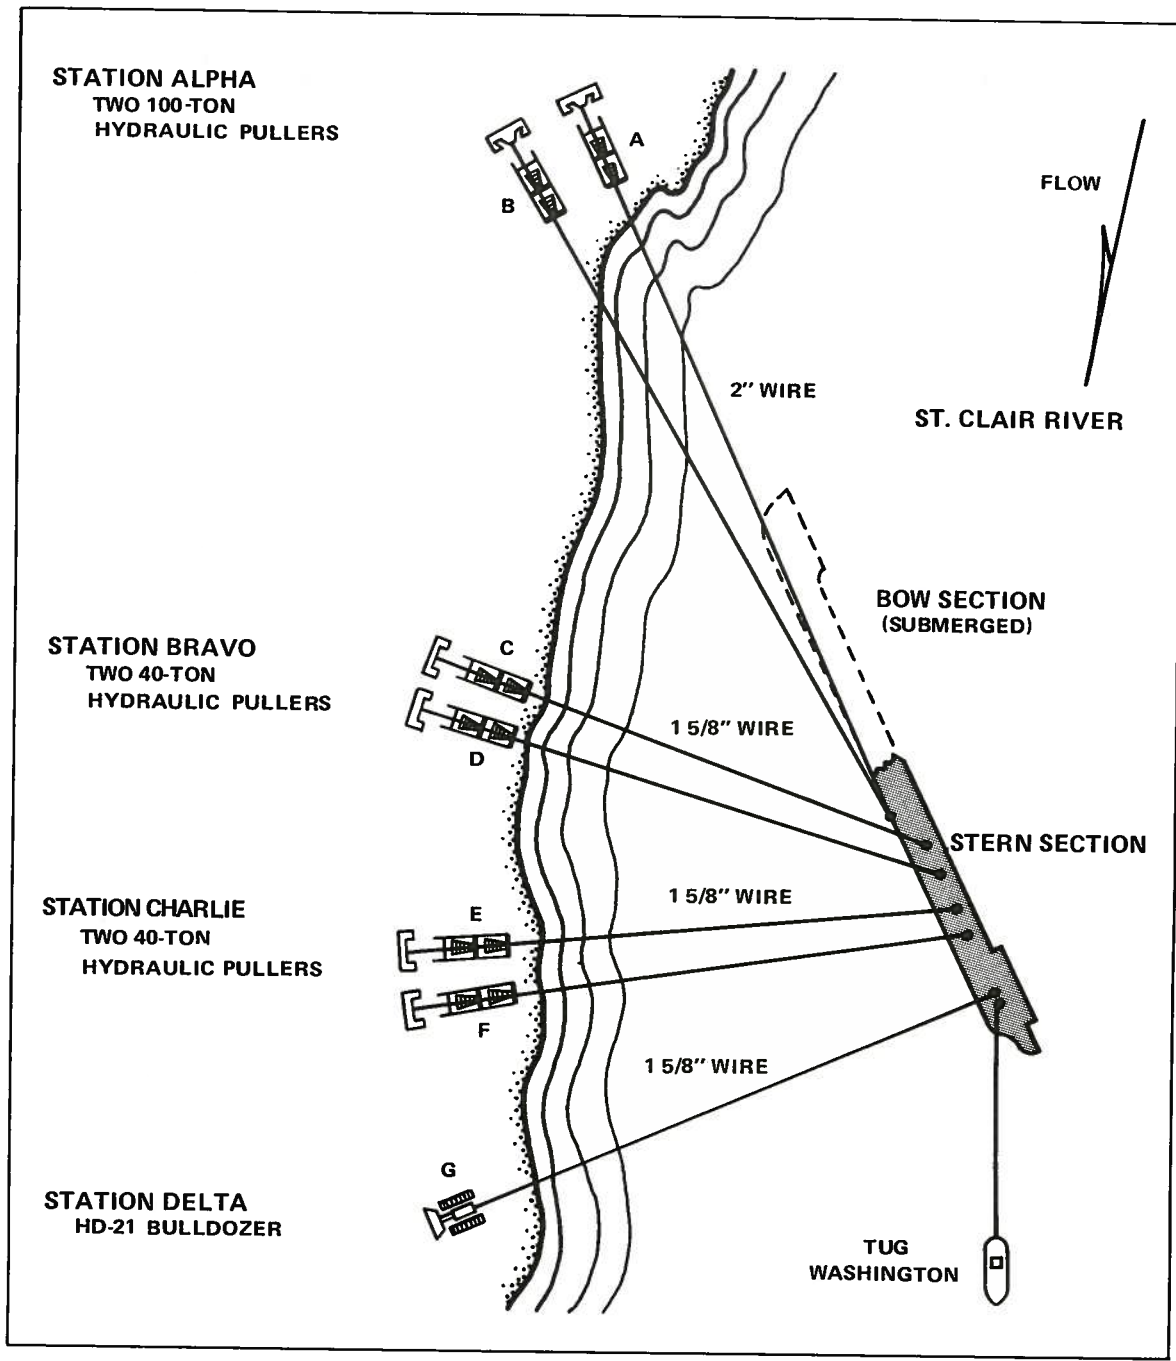 STATION ALPHA
TWO 100-TON
HYDRAULIC PULLERS
A
B
FLOW
2" WIRE
ST. CLAIR RIVER
BOW SECTION
(SUBMERGED)
STATION BRAVO
TWO 40-TON
HYDRAULIC PULLERS
C
D
1 5/8" WIRE
STERN SECTION
STATION CHARLIE
TWO 40-TON
HYDRAULIC PULLERS
E
F
1 5/8" WIRE
1 5/8" WIRE
STATION DELTA
HD-21 BULLDOZER
G
TUG
WASHINGTON